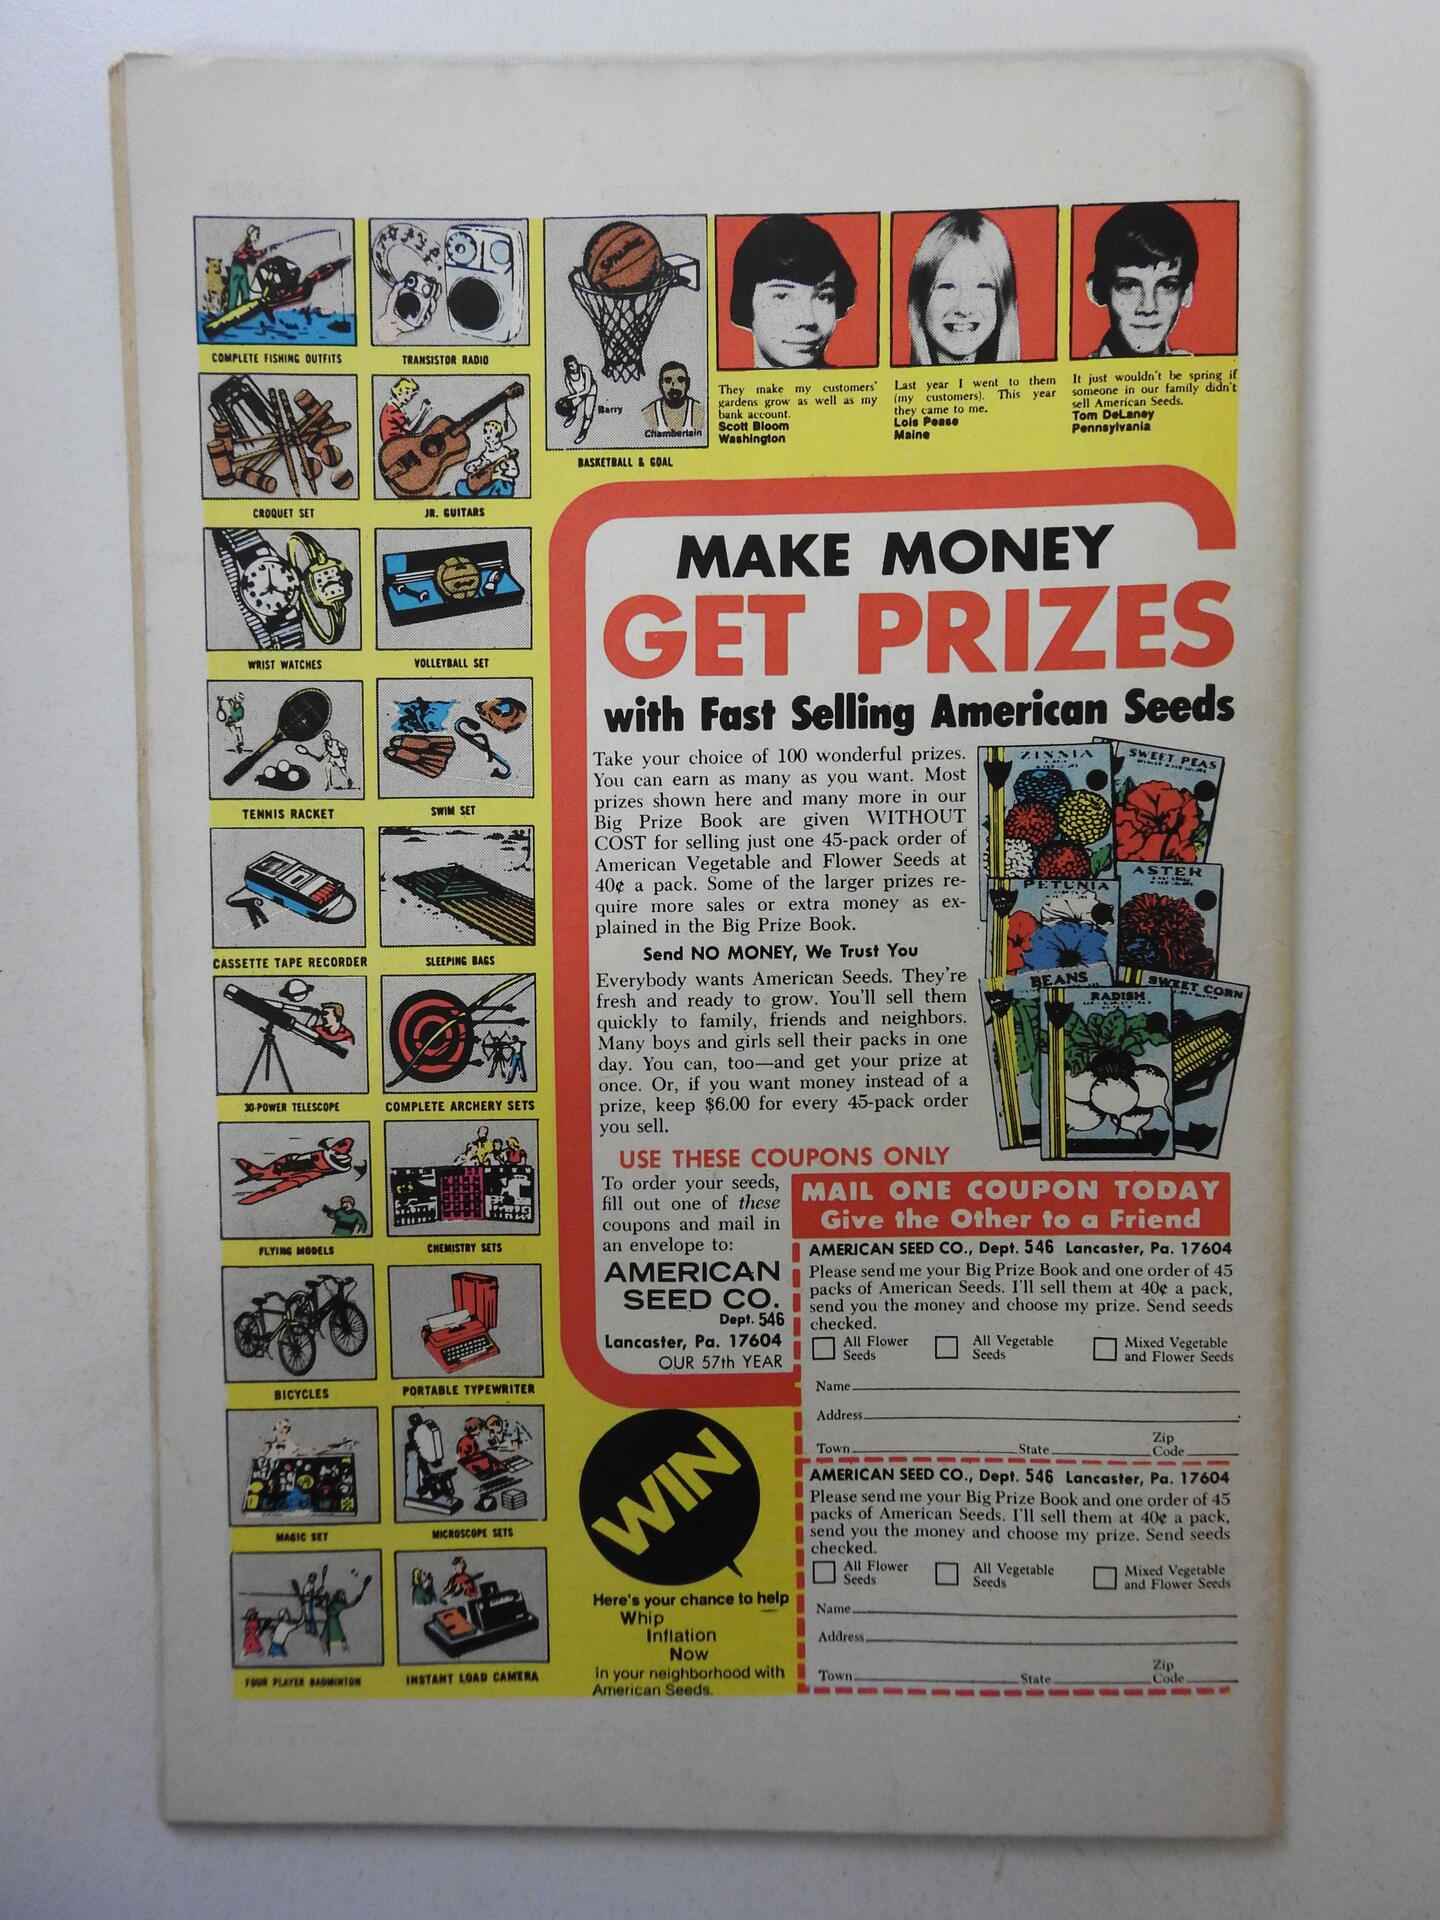 COMPLETE FISHING OUTFITS
TRANSISTOR RADIO
CROQUET SET
JR. GUITARS
WRIST WATCHES
VOLLEYBALL SET
TENNIS RACKET
SWIM SET
CASSETTE TAPE RECORDER
SLEEPING BAGS
30-POWER TELESCOPE
COMPLETE ARCHERY SETS
FLYING MODELS
CHEMISTRY SETS
BICYCLES
PORTABLE TYPEWRITER
MAGIC SET
MICROSCOPE SETS
FOUR PLAYER BADMINTON
INSTANT LOAD CAMERA
Barry
Chamberlain
BASKETBALL & GOAL
They make my customers'
gardens grow as well as my
bank account.
Scott Bloom
Washington
Last year I went to them
(my customers). This year
they came to me.
Lois Pease
Maine
It just wouldn't be spring if
someone in our family didn't
sell American Seeds.
Tom DeLaney
Pennsylvania
MAKE MONEY
GET PRIZES
with Fast Selling American Seeds
Take your choice of 100 wonderful prizes.
You can earn as many as you want. Most
prizes shown here and many more in our
Big Prize Book are given WITHOUT
COST for selling just one 45-pack order of
American Vegetable and Flower Seeds at
40¢ a pack. Some of the larger prizes re-
quire more sales or extra money as ex-
plained in the Big Prize Book.
Send NO MONEY, We Trust You
Everybody wants American Seeds. They're
fresh and ready to grow. You'll sell them
quickly to family, friends and neighbors.
Many boys and girls sell their packs in one
day. You can, too—and get your prize at
once. Or, if you want money instead of a
prize, keep $6.00 for every 45-pack order
you sell.
ZINNIA
SWEET PEAS
PETUNIA
ASTER
BEANS
RADISH
SWEET CORN
USE THESE COUPONS ONLY
To order your seeds,
fill out one of these
coupons and mail in
an envelope to:
AMERICAN
SEED CO.
Dept. 546
Lancaster, Pa. 17604
OUR 57th YEAR
MAIL ONE COUPON TODAY
Give the Other to a Friend
AMERICAN SEED CO., Dept. 546 Lancaster, Pa. 17604
Please send me your Big Prize Book and one order of 45
packs of American Seeds. I'll sell them at 40¢ a pack,
send you the money and choose my prize. Send seeds
checked.
All Flower Seeds
All Vegetable Seeds
Mixed Vegetable and Flower Seeds
Name
Address
Town State Zip Code
AMERICAN SEED CO., Dept. 546 Lancaster, Pa. 17604
Please send me your Big Prize Book and one order of 45
packs of American Seeds. I'll sell them at 40¢ a pack,
send you the money and choose my prize. Send seeds
checked.
All Flower Seeds
All Vegetable Seeds
Mixed Vegetable and Flower Seeds
Name
Address
Town State Zip Code
WIN
Here's your chance to help
Whip
Inflation
Now
in your neighborhood with
American Seeds.